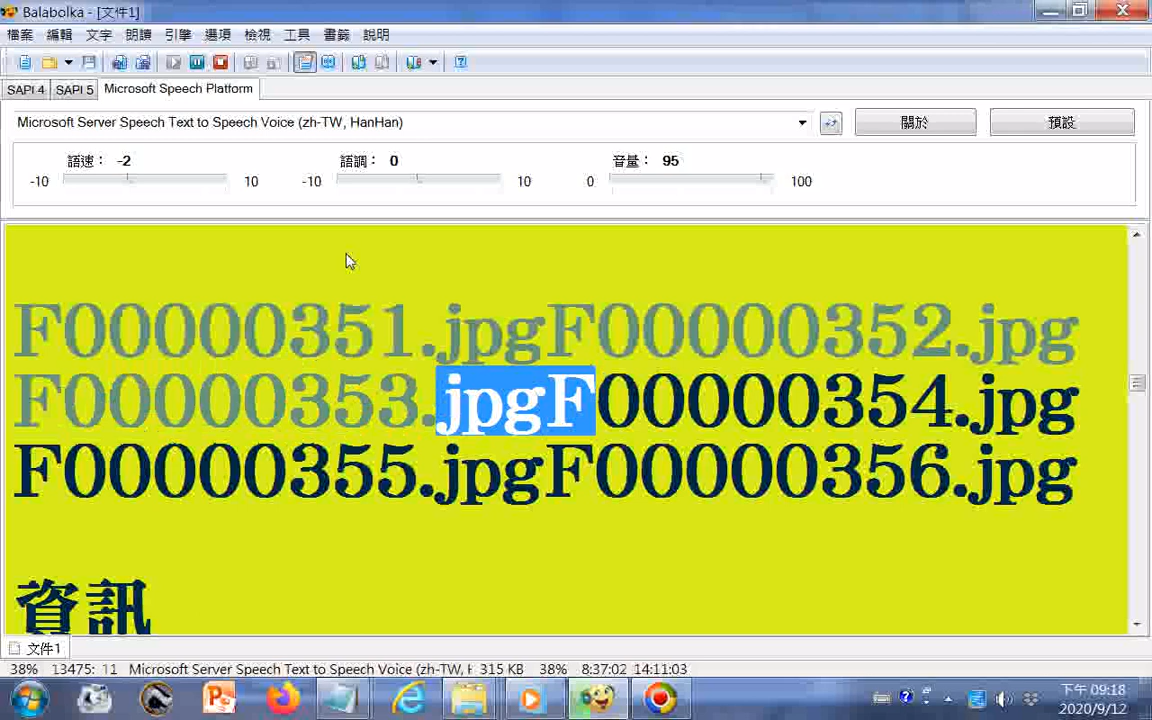 Balabolka - [文件1]
檔案 編輯 文字 朗讀 引擎 選項 檢視 工具 書籤 說明
SAPI 4 SAPI 5 Microsoft Speech Platform
Microsoft Server Speech Text to Speech Voice (zh-TW, HanHan) 關於 預設
語速： -2 語調： 0 音量： 95
-10 10 -10 10 0 100
F00000351.jpgF00000352.jpg
F00000353.jpgF00000354.jpg
F00000355.jpgF00000356.jpg
資訊
文件1
38% 13475: 11 Microsoft Server Speech Text to Speech Voice (zh-TW, H 315 KB 38% 8:37:02 14:11:03
下午 09:18
2020/9/12